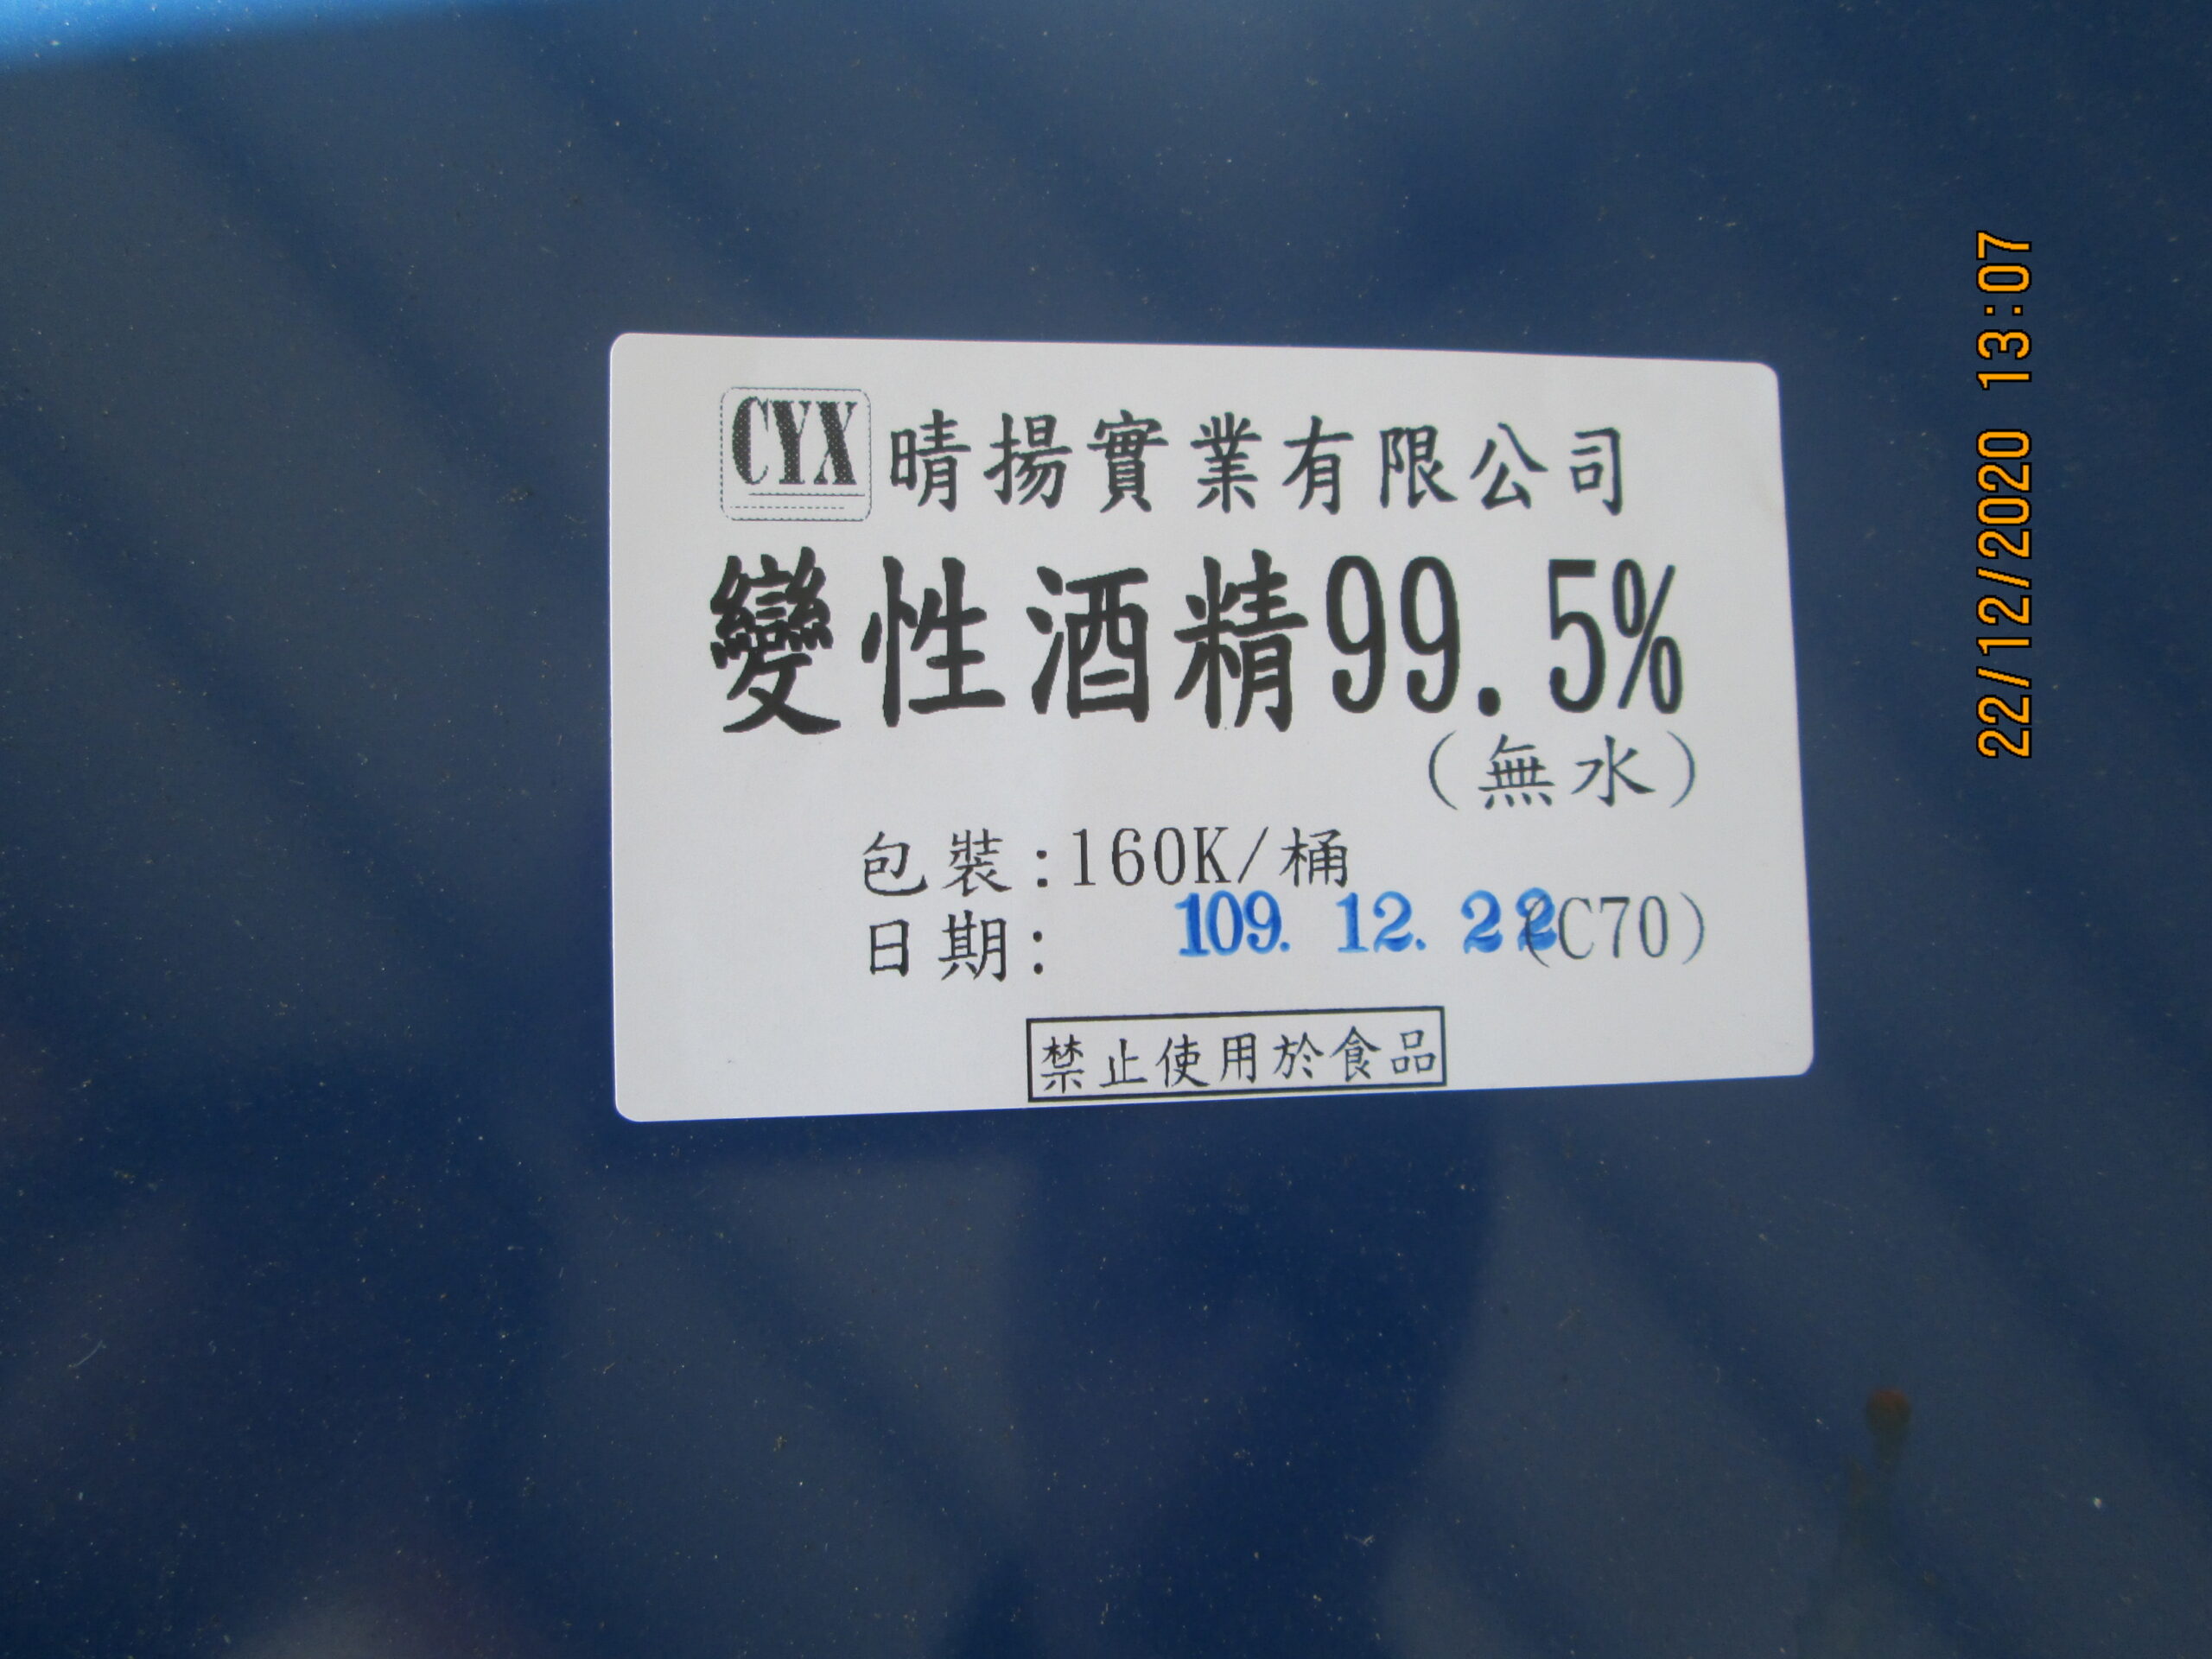 CYX 晴揚實業有限公司
變性酒精99.5%
(無水)
包裝:160K/桶
日期: 109.12.22(C70)
禁止使用於食品
22/12/2020 13:07